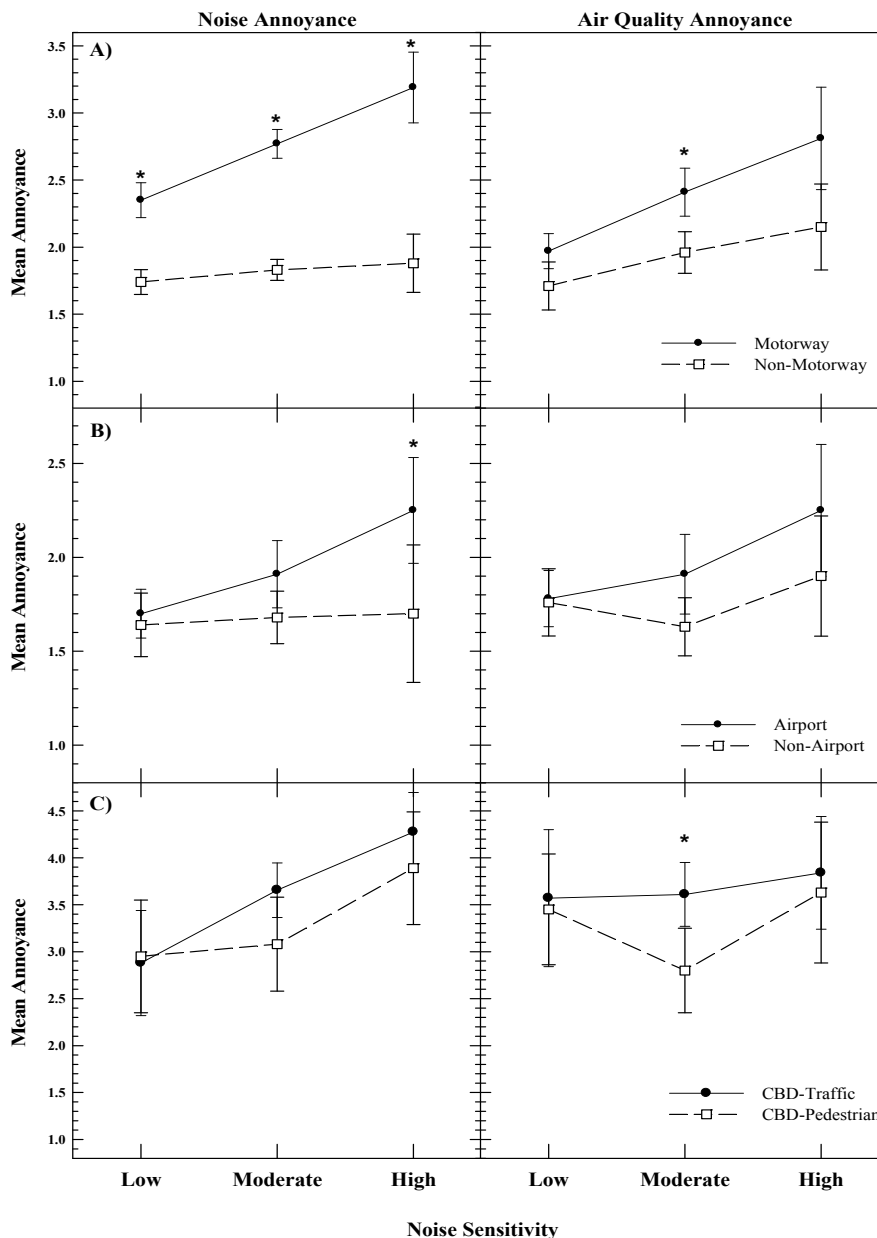 Noise Annoyance Air Quality Annoyance
A)
3.5
3.0
2.5
2.0
1.5
1.0
Mean Annoyance
* * *
*
Motorway
Non-Motorway
B)
2.5
2.0
1.5
1.0
Mean Annoyance
*
Airport
Non-Airport
C)
4.5
4.0
3.5
3.0
2.5
2.0
1.5
1.0
Mean Annoyance
*
CBD-Traffic
CBD-Pedestrian
Low Moderate High Low Moderate High
Noise Sensitivity